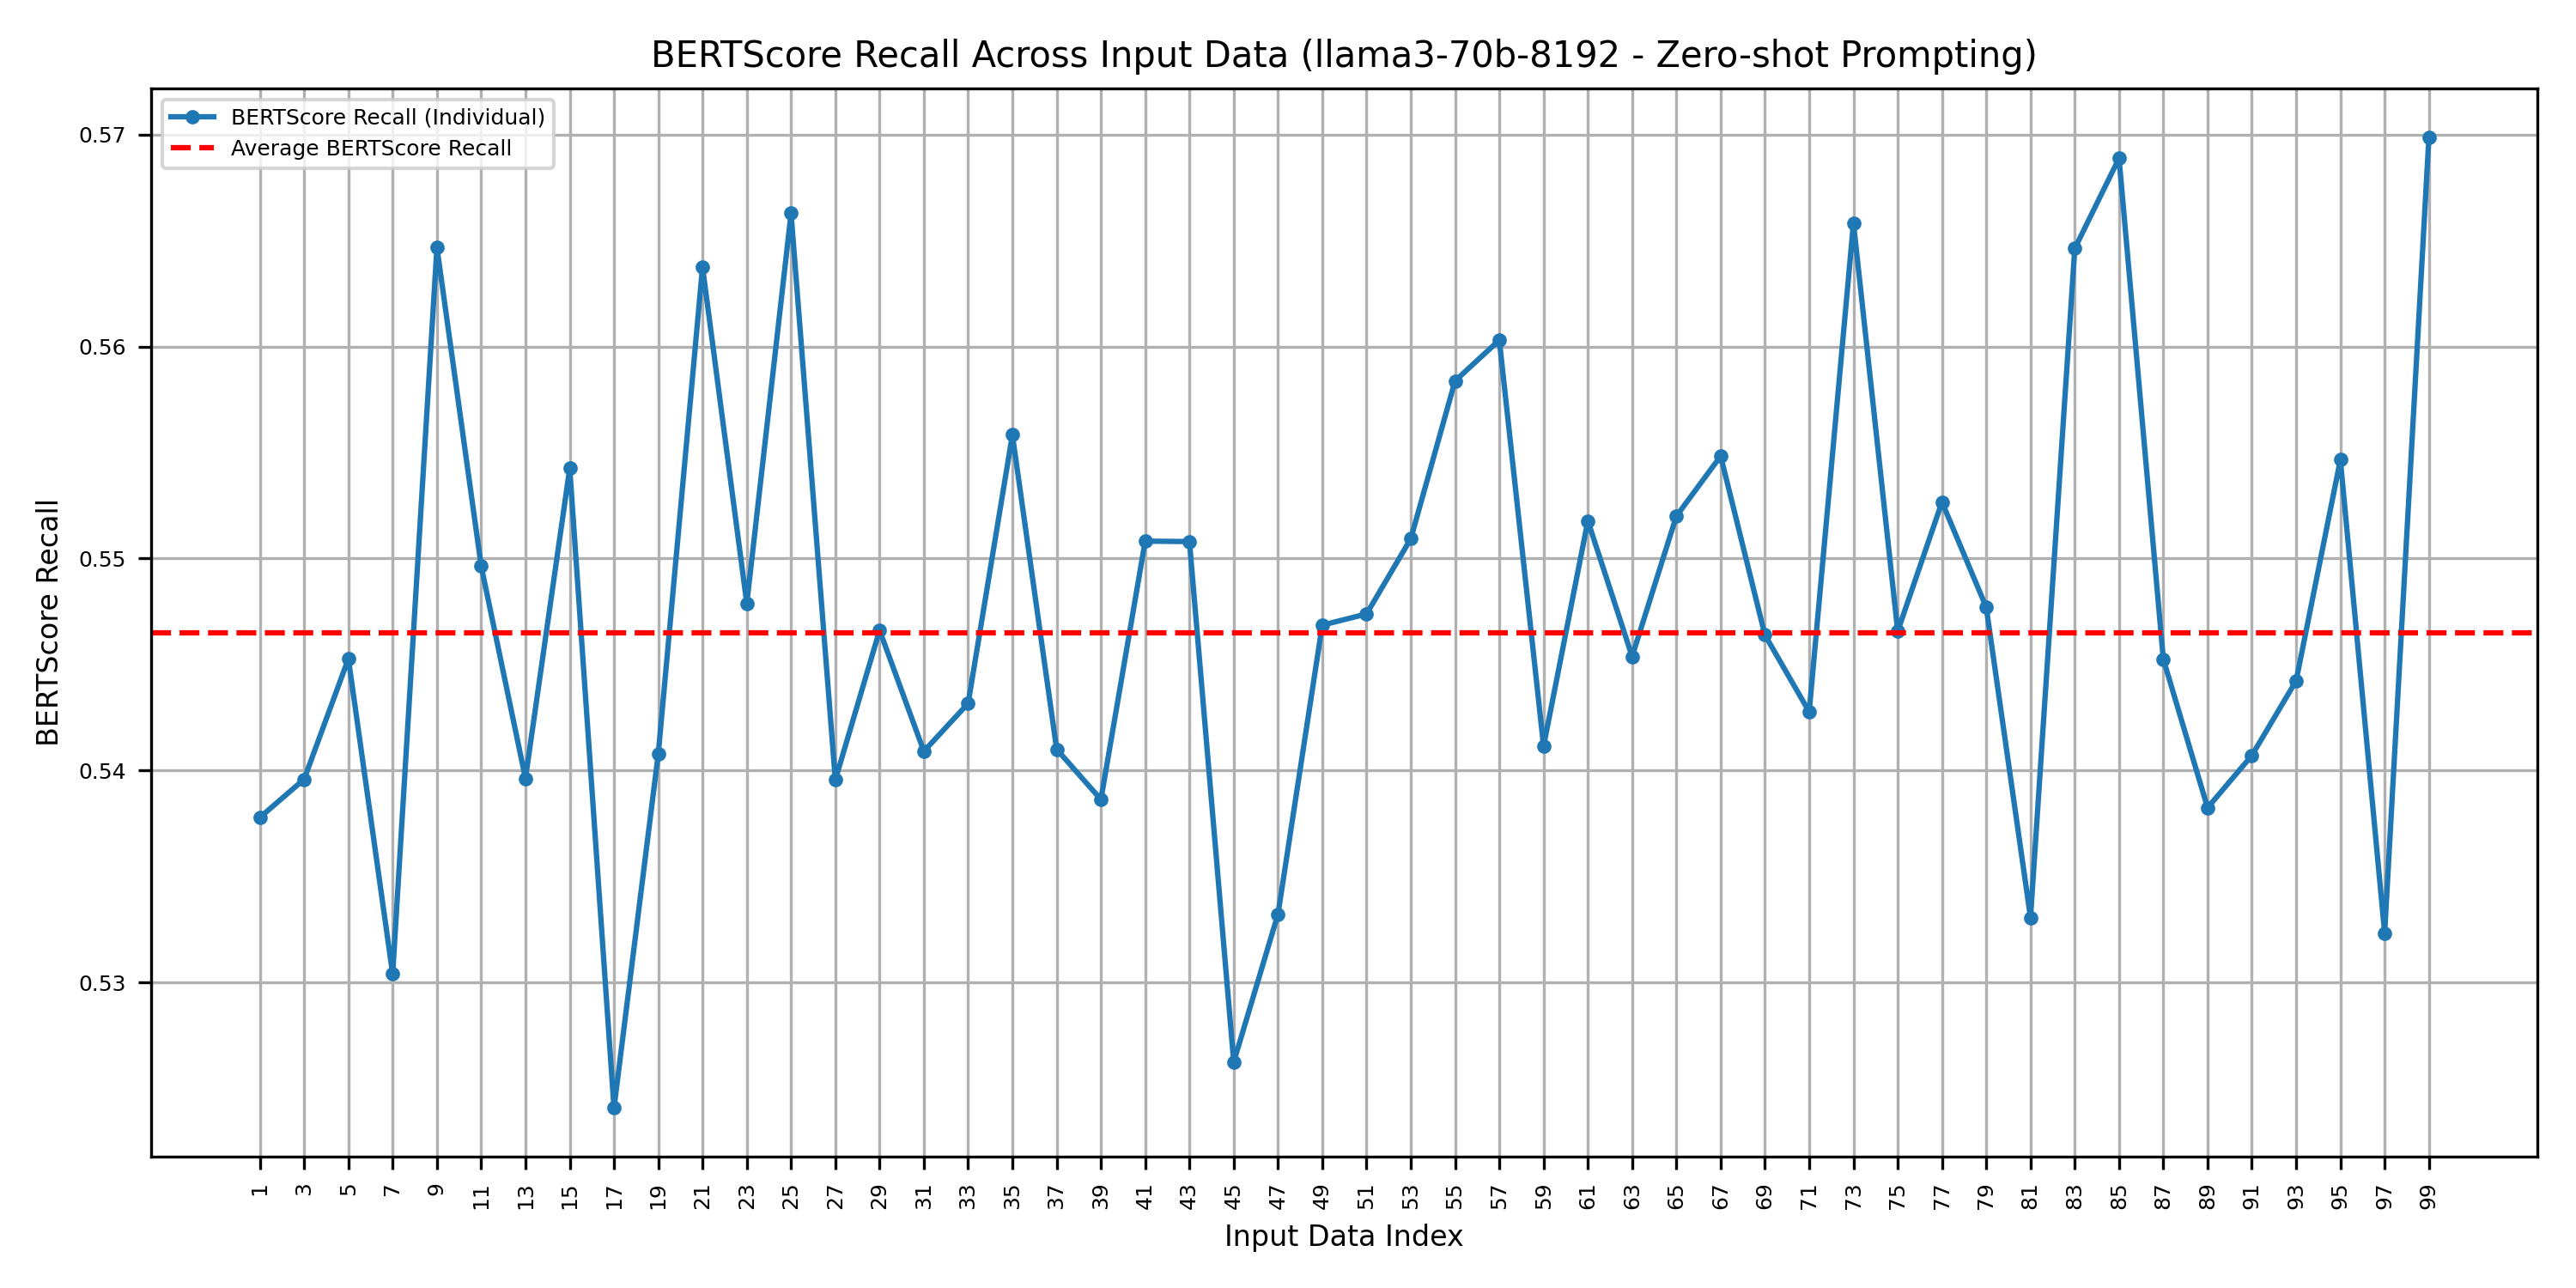 BERTScore Recall Across Input Data (llama3-70b-8192 - Zero-shot Prompting)
BERTScore Recall (Individual)
Average BERTScore Recall
0.57
0.56
0.55
0.54
0.53
BERTScore Recall
1 3 5 7 9 11 13 15 17 19 21 23 25 27 29 31 33 35 37 39 41 43 45 47 49 51 53 55 57 59 61 63 65 67 69 71 73 75 77 79 81 83 85 87 89 91 93 95 97 99
Input Data Index